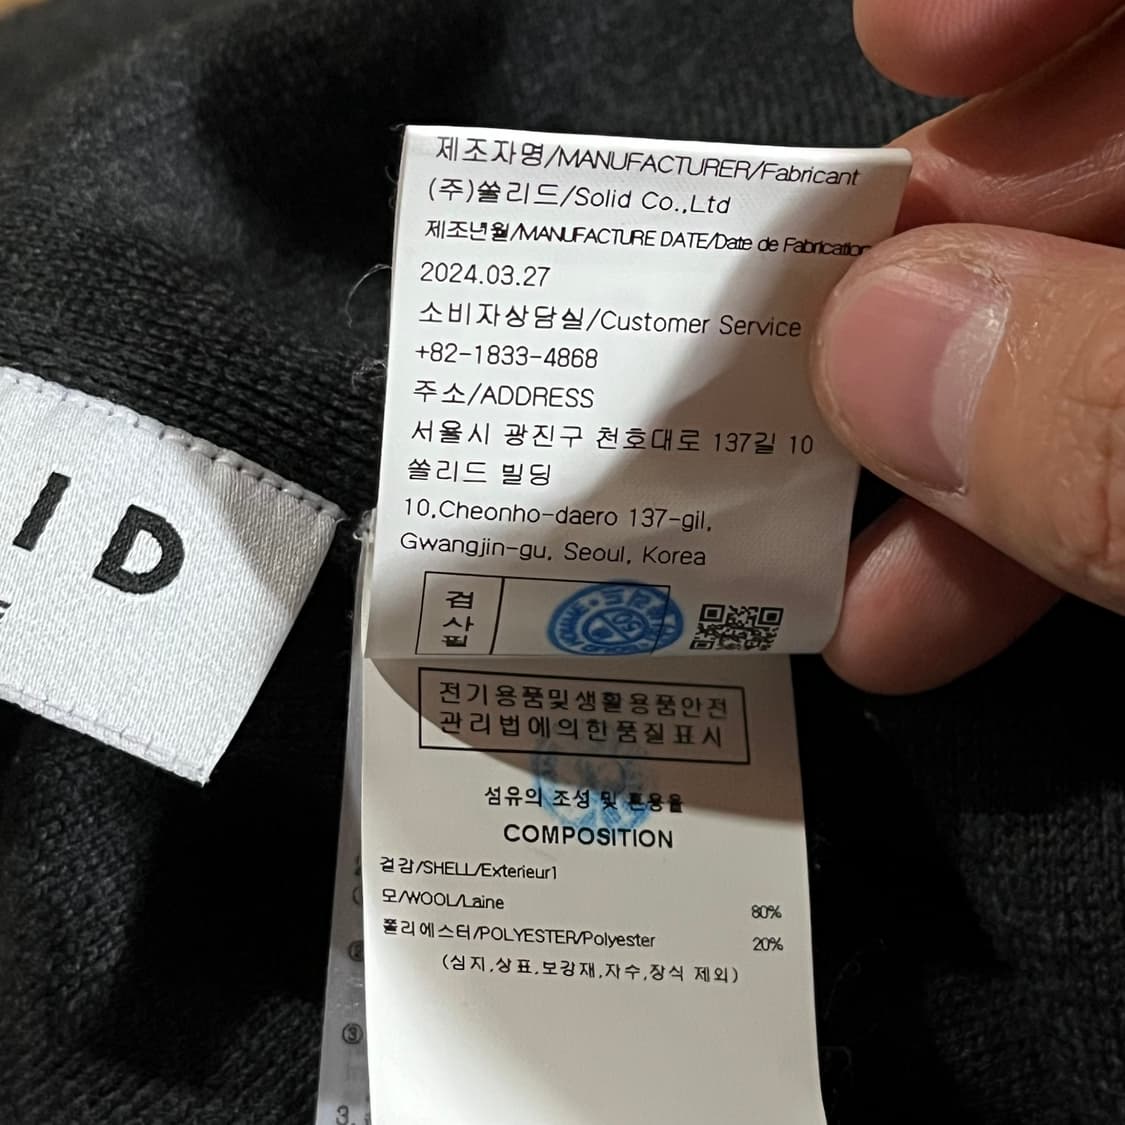 제조자명/MANUFACTURER/Fabricant
(주)쏠리드/Solid Co.,Ltd
제조년월/MANUFACTURE DATE/Date de Fabrication
2024.03.27
소비자상담실/Customer Service
+82-1833-4868
주소/ADDRESS
서울시 광진구 천호대로 137길 10
쏠리드 빌딩
10,Cheonho-daero 137-gil,
Gwangjin-gu, Seoul, Korea
검
사
필
전기용품및생활용품안전
관리법에의한품질표시
섬유의 조성 및 혼용율
COMPOSITION
겉감/SHELL/Exterieur1
모/WOOL/Laine 80%
폴리에스터/POLYESTER/Polyester 20%
(심지,상표,보강재,자수,장식 제외)
I D
③
3.